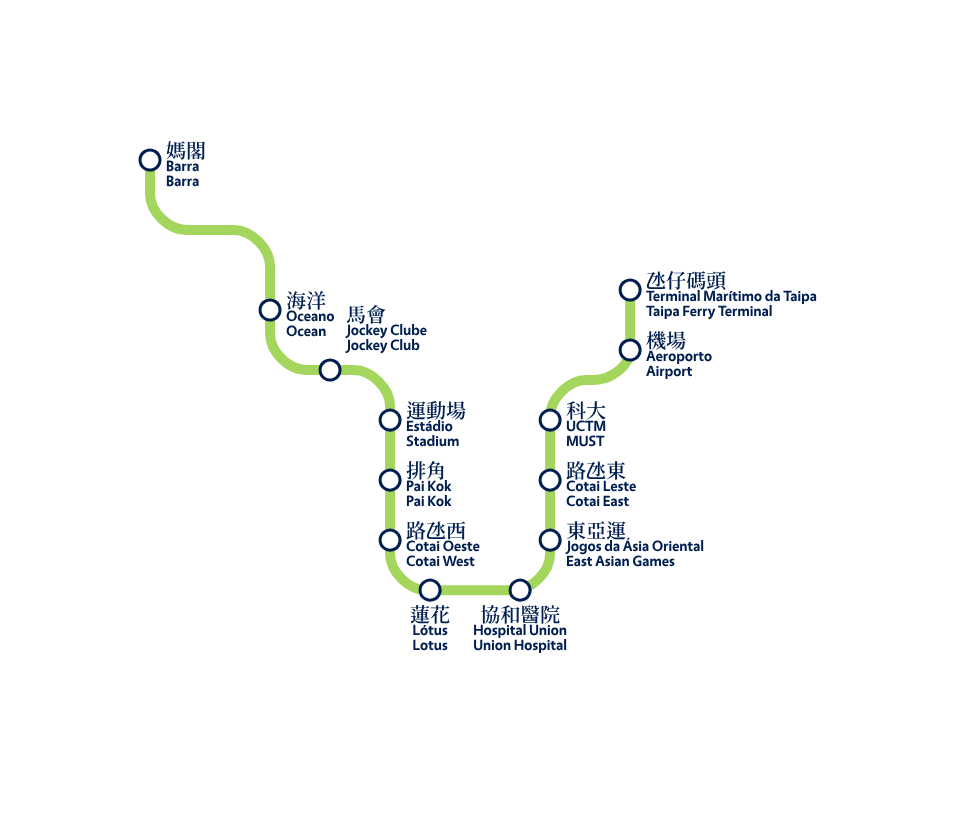 媽閣
Barra
Barra
海洋
Oceano
Ocean
馬會
Jockey Clube
Jockey Club
運動場
Estádio
Stadium
排角
Pai Kok
Pai Kok
路氹西
Cotai Oeste
Cotai West
蓮花
Lótus
Lotus
協和醫院
Hospital Union
Union Hospital
東亞運
Jogos da Ásia Oriental
East Asian Games
路氹東
Cotai Leste
Cotai East
科大
UCTM
MUST
機場
Aeroporto
Airport
氹仔碼頭
Terminal Marítimo da Taipa
Taipa Ferry Terminal